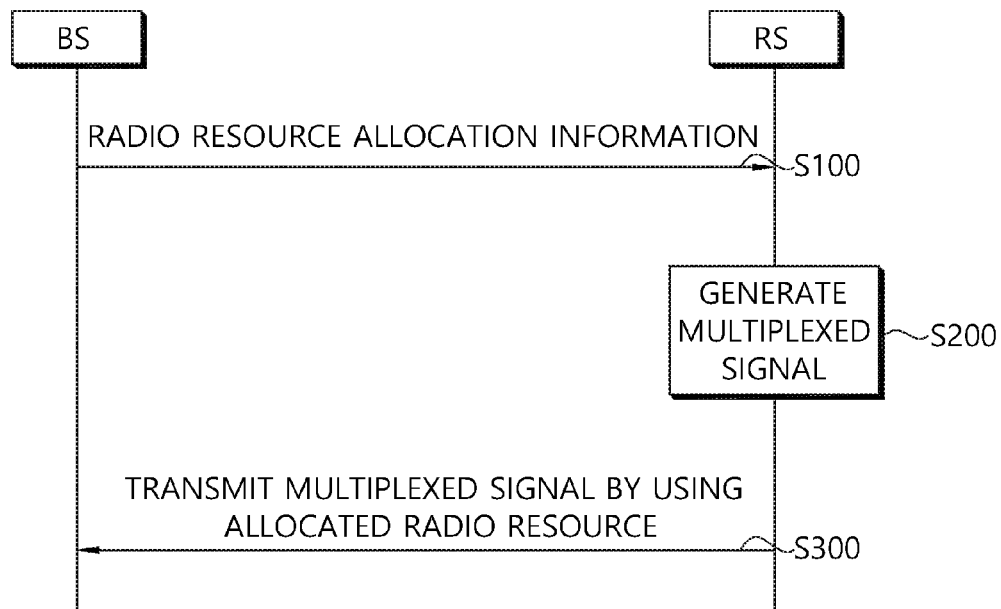 BS
RS
RADIO RESOURCE ALLOCATION INFORMATION
S100
GENERATE
MULTIPLEXED
SIGNAL
S200
TRANSMIT MULTIPLEXED SIGNAL BY USING
ALLOCATED RADIO RESOURCE
S300